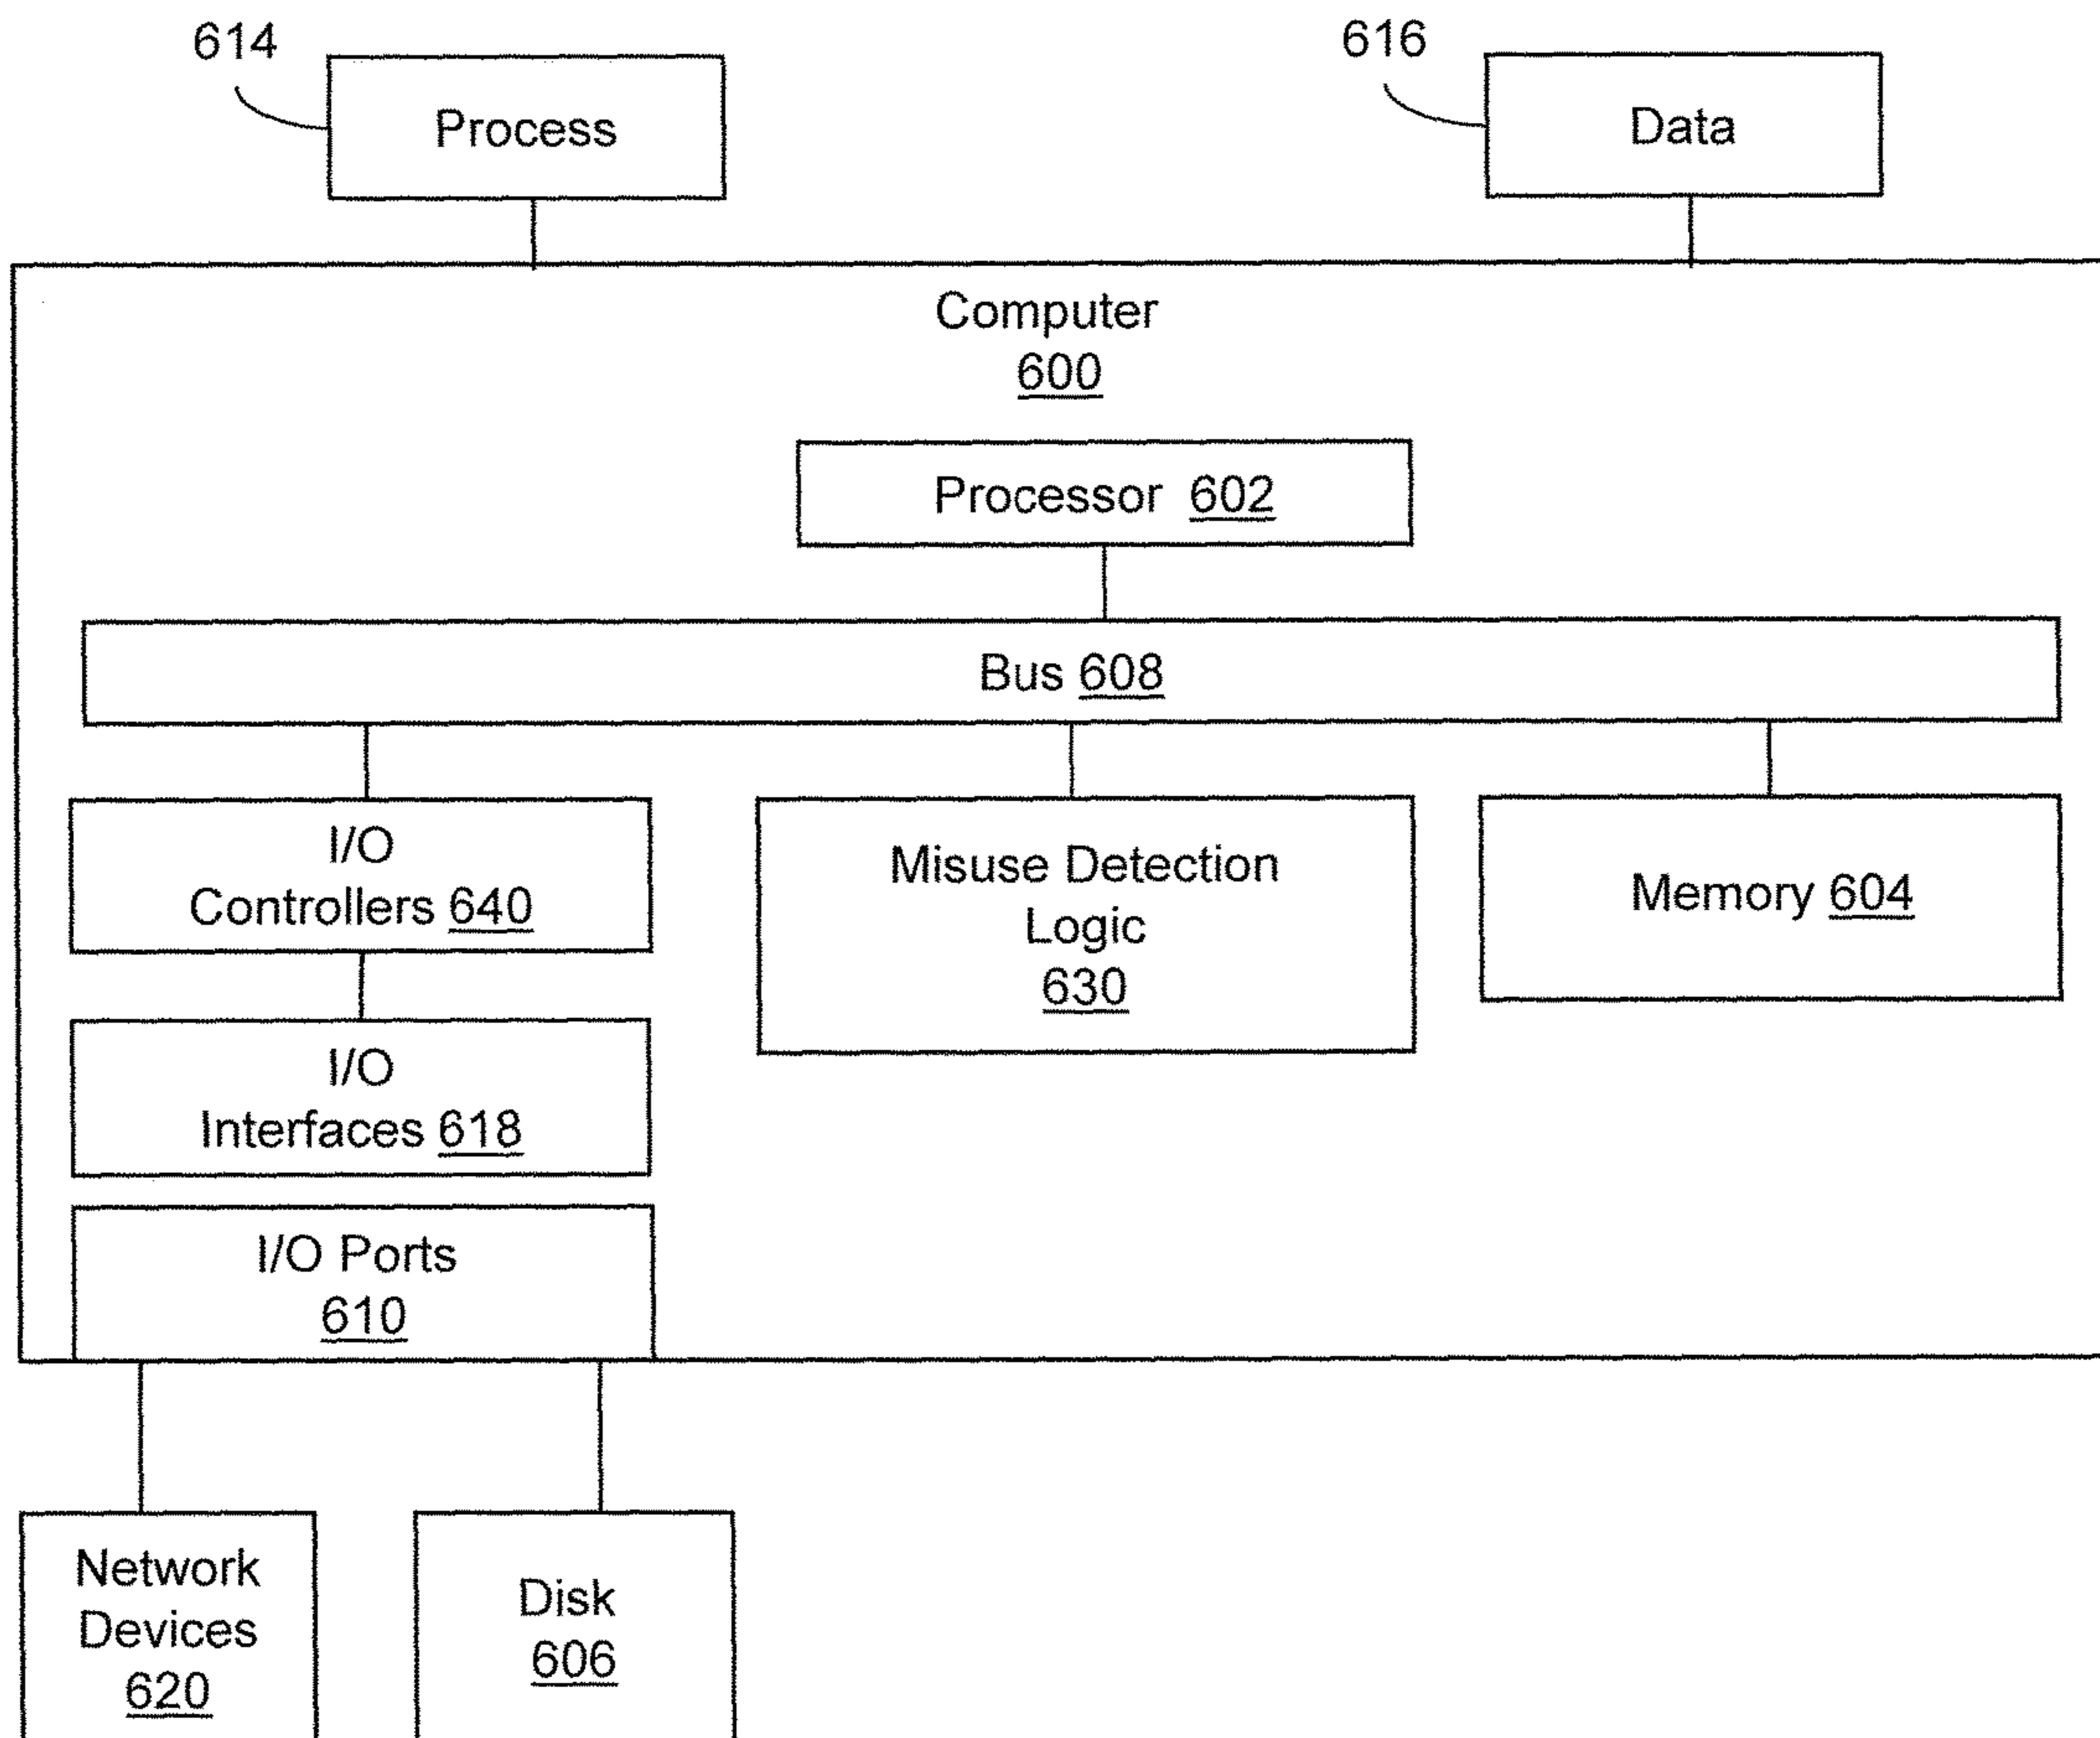 614
Process
616
Data
Computer
600
Processor 602
Bus 608
I/O
Controllers 640
Misuse Detection
Logic
630
Memory 604
I/O
Interfaces 618
I/O Ports
610
Network
Devices
620
Disk
606